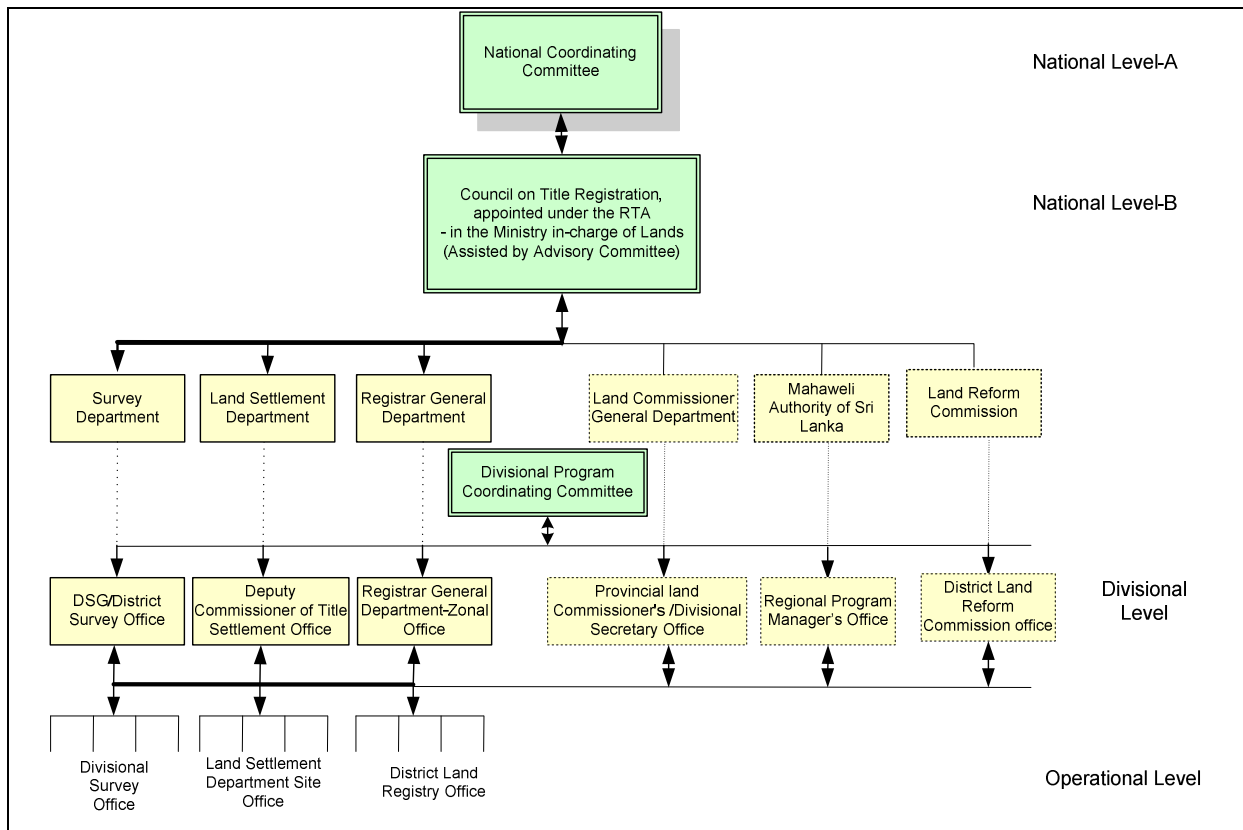 National Coordinating
Committee
National Level-A
Council on Title Registration,
appointed under the RTA
- in the Ministry in-charge of Lands
(Assisted by Advisory Committee)
National Level-B
Survey
Department
Land Settlement
Department
Registrar General
Department
Land Commissioner
General Department
Mahaweli
Authority of Sri
Lanka
Land Reform
Commission
Divisional Program
Coordinating Committee
DSG/District
Survey Office
Deputy
Commissioner of Title
Settlement Office
Registrar General
Department-Zonal
Office
Provincial land
Commissioner's /Divisional
Secretary Office
Regional Program
Manager's Office
District Land
Reform
Commission office
Divisional
Level
Divisional
Survey
Office
Land Settlement
Department Site
Office
District Land
Registry Office
Operational Level